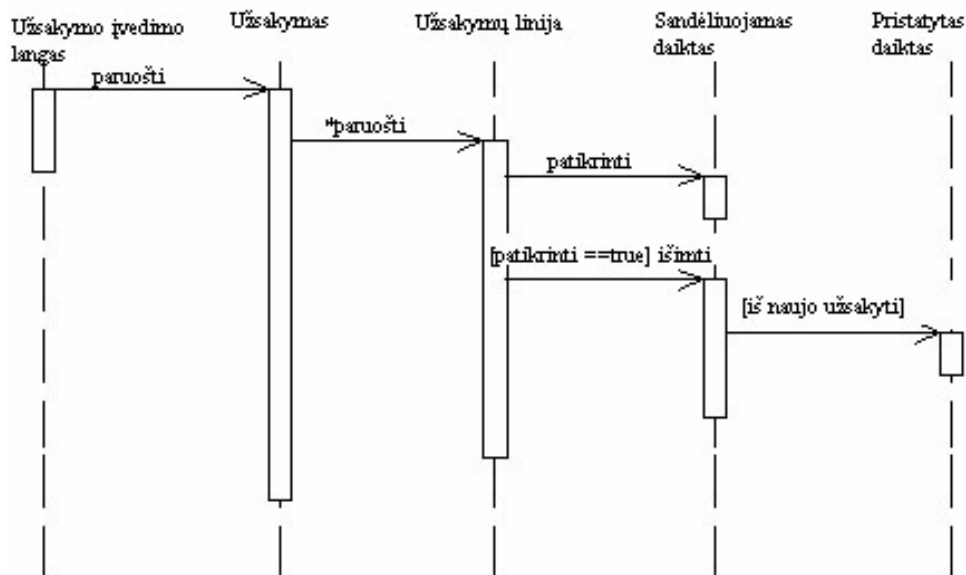 Užsakymo įvedimo
langas
Užsakymas
Užsakymų linija
Sandėliuojamas
daiktas
Pristatytas
daiktas
paruošti
*paruošti
patikrinti
[patikrinti ==true] išimti
[iš naujo užsakyti]